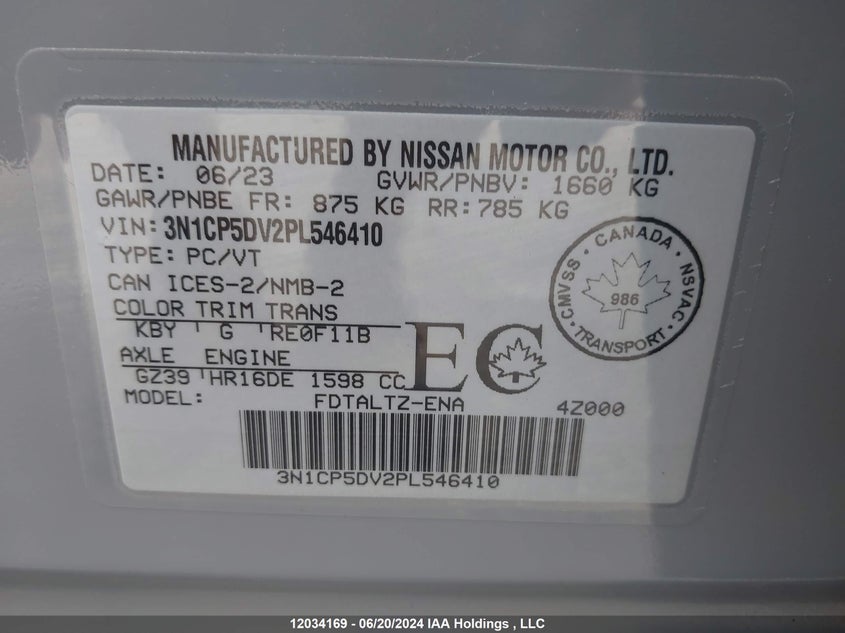 MANUFACTURED BY NISSAN MOTOR CO., LTD.
DATE: 06/23 GVWR/PNBV: 1660 KG
GAWR/PNBE FR: 875 KG RR:785 KG
VIN: 3N1CP5DV2PL546410
TYPE: PC/VT
CAN ICES-2/NMB-2
COLOR TRIM TRANS
KBY G RE0F11B
AXLE ENGINE
GZ39 HR16DE 1598 CC
MODEL: FDTALTZ-ENA 4Z000
EC
CMVSS · CANADA · NSVAC · TRANSPORT ·
986
3N1CP5DV2PL546410
12034169 - 06/20/2024 IAA Holdings , LLC